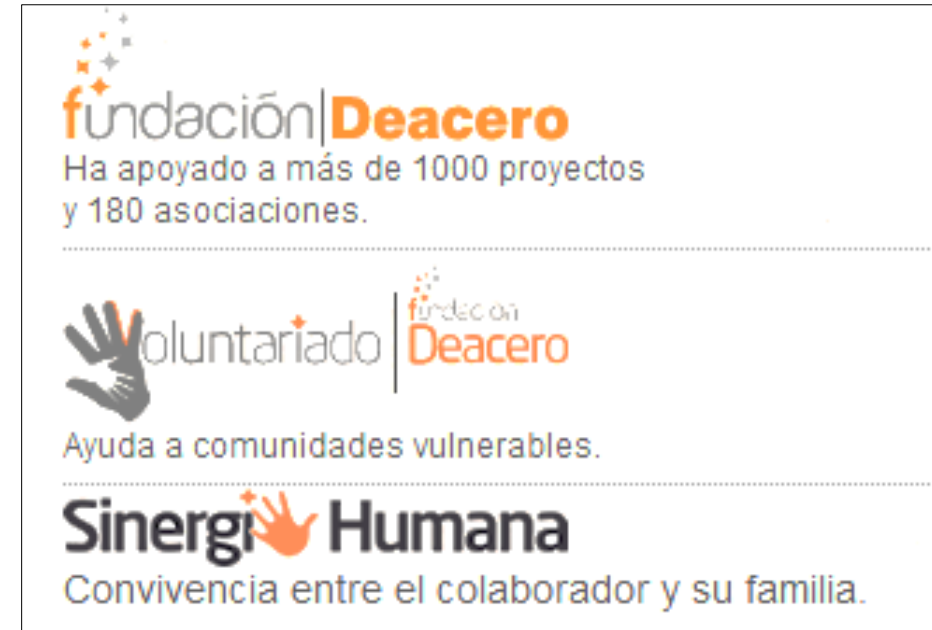 fundación|Deacero
Ha apoyado a más de 1000 proyectos
y 180 asociaciones.
Voluntariado | fundación
Deacero
Ayuda a comunidades vulnerables.
Sinergia Humana
Convivencia entre el colaborador y su familia.